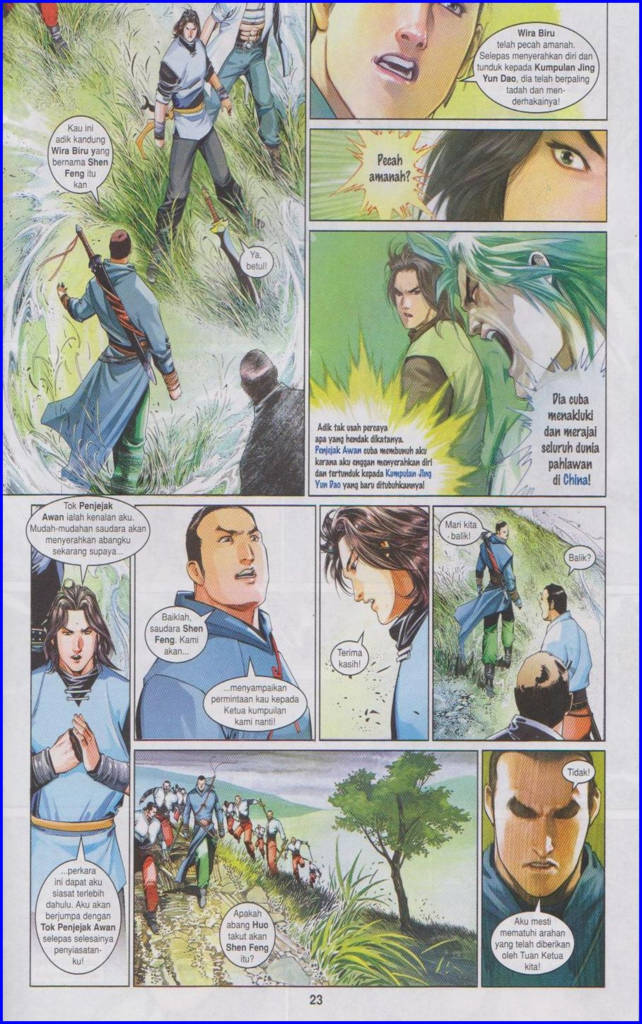 Kau ini
adik kandung
Wira Biru yang
bernama Shen
Feng itu
kan
Ya,
betul!
Wira Biru
telah pecah amanah.
Selepas menyerahkan diri dan
tunduk kepada Kumpulan Jing
Yun Dao, dia telah berpaling
tadah dan men-
derhakainya!
Pecah
amanah?
Adik tak usah percaya
apa yang hendak dikatanya.
Penjejak Awan cuba membunuh aku
kerana aku enggan menyerahkan diri
dan tertunduk kepada Kumpulan Jing
Yun Dao yang baru ditubuhkannya!
Dia cuba
menakluki
dan merajai
seluruh dunia
pahlawan
di China!
Tok Penjejak
Awan ialah kenalan aku.
Mudah-mudahan saudara akan
menyerahkan abangku
sekarang supaya...
...perkara
ini dapat aku
siasat terlebih
dahulu. Aku akan
berjumpa dengan
Tok Penjejak Awan
selepas selesainya
penyiasatan-
ku!
Baiklah,
saudara Shen
Feng. Kami
akan...
...menyampaikan
permintaan kau kepada
Ketua kumpuilan
kami nanti!
Terima
kasih!
Mari kita
balik!
Balik?
Apakah
abang Huo
takut akan
Shen Feng
itu?
Tidak!
Aku mesti
mematuhi arahan
yang telah diberikan
oleh Tuan Ketua
kita!
23